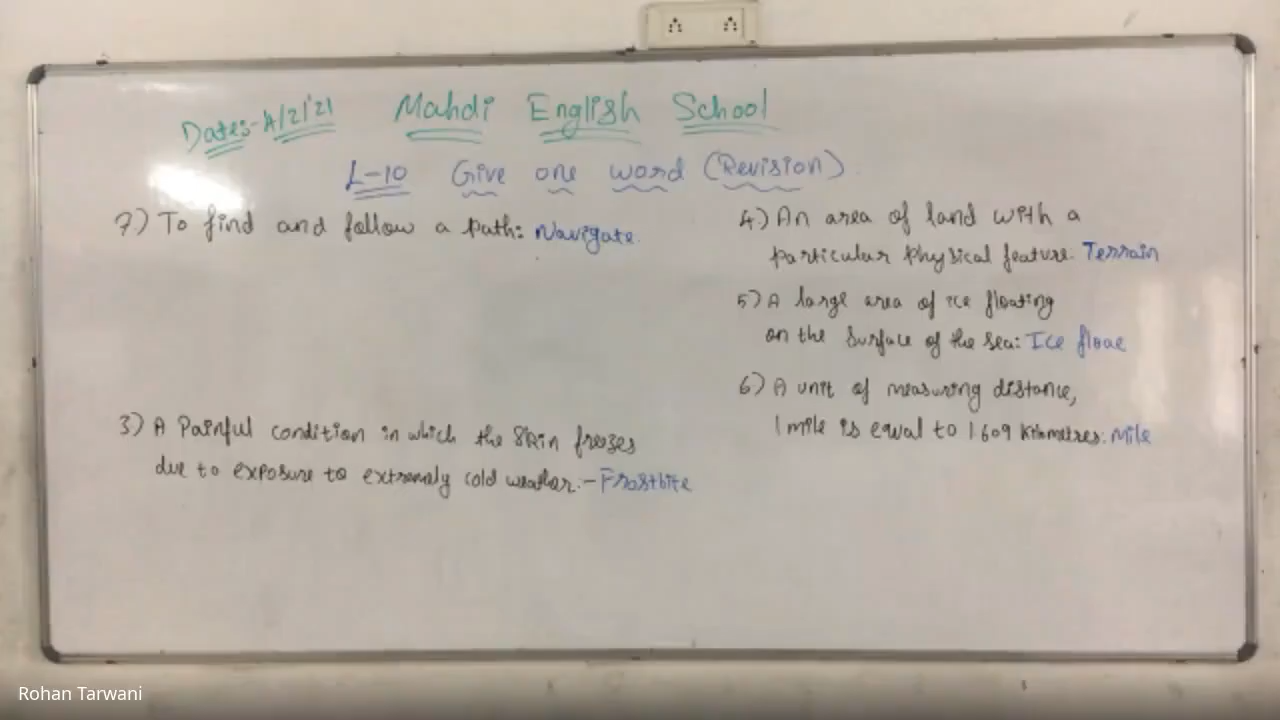 Dates-4/2/'21 Mahdi English School
L-10 Give one word (Revision)
7) To find and follow a path: Navigate.
3) A Painful condition in which the Skin freezes
due to exposure to extremely cold weather:- Frostbite
4.) An area of land with a
particular physical feature. Terrain
5) A large area of ice floating
on the Surface of the sea: Ice floae
6) A unit of measuring distance,
1 mile is equal to 1.609 kilometres: Mile
Rohan Tarwani